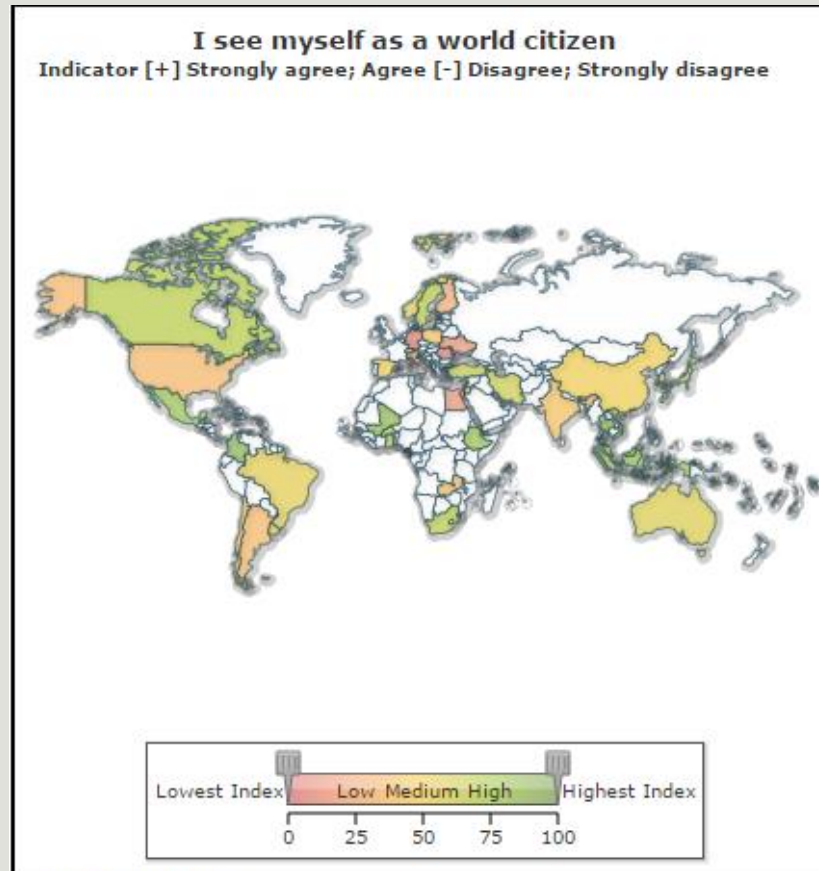 I see myself as a world citizen
Indicator [+] Strongly agree; Agree [-] Disagree; Strongly disagree
Lowest Index Low Medium High Highest Index
0 25 50 75 100